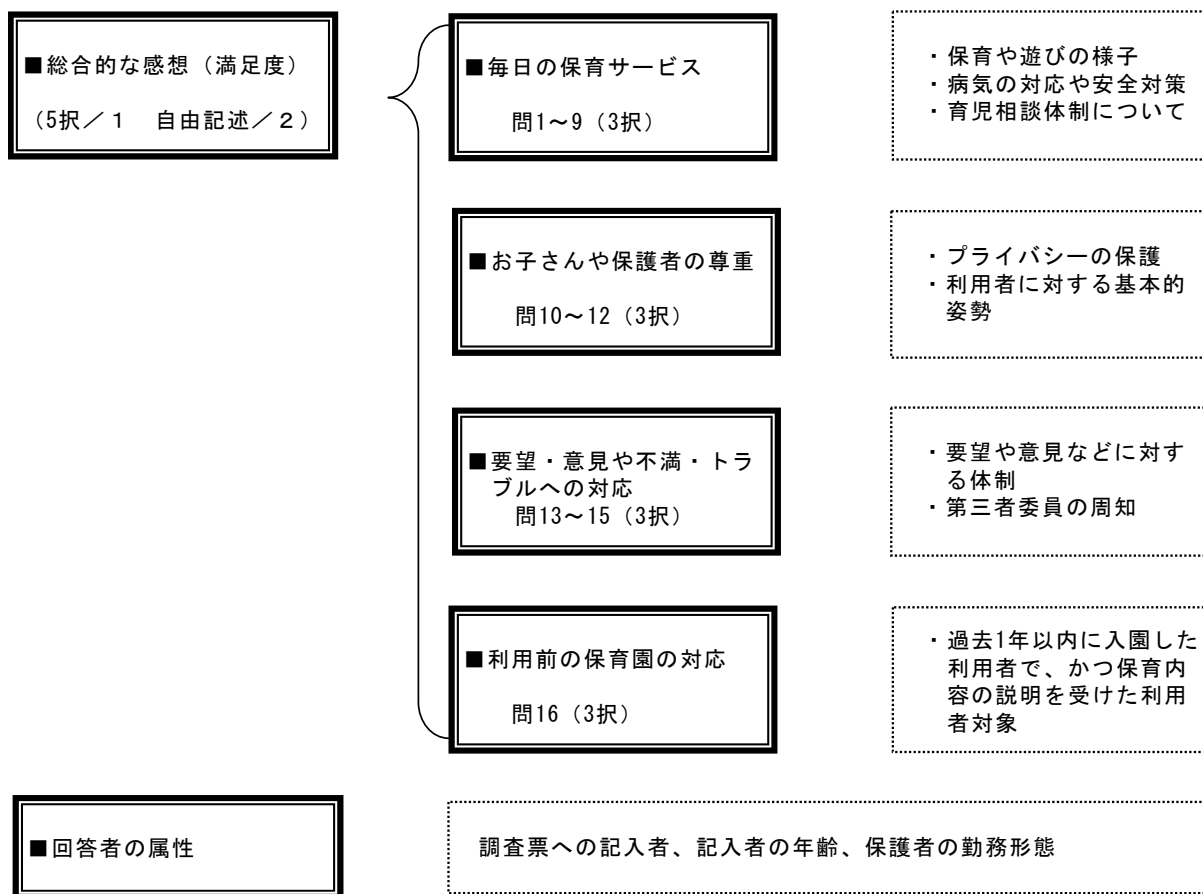 ■総合的な感想（満足度）
（5択／１　自由記述／２）
■毎日の保育サービス
問1～9（3択）
・保育や遊びの様子
・病気の対応や安全対策
・育児相談体制について
■お子さんや保護者の尊重
問10～12（3択）
・プライバシーの保護
・利用者に対する基本的
姿勢
■要望・意見や不満・トラ
ブルへの対応
問13～15（3択）
・要望や意見などに対す
る体制
・第三者委員の周知
■利用前の保育園の対応
問16（3択）
・過去1年以内に入園した
利用者で、かつ保育内
容の説明を受けた利用
者対象
■回答者の属性
調査票への記入者、記入者の年齢、保護者の勤務形態